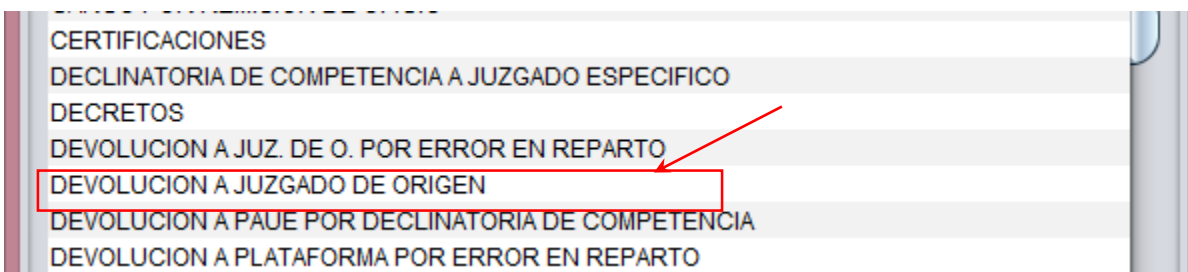 CERTIFICACIONES
DECLINATORIA DE COMPETENCIA A JUZGADO ESPECIFICO
DECRETOS
DEVOLUCION A JUZ. DE O. POR ERROR EN REPARTO
DEVOLUCION A JUZGADO DE ORIGEN
DEVOLUCION A PAUE POR DECLINATORIA DE COMPETENCIA
DEVOLUCION A PLATAFORMA POR ERROR EN REPARTO